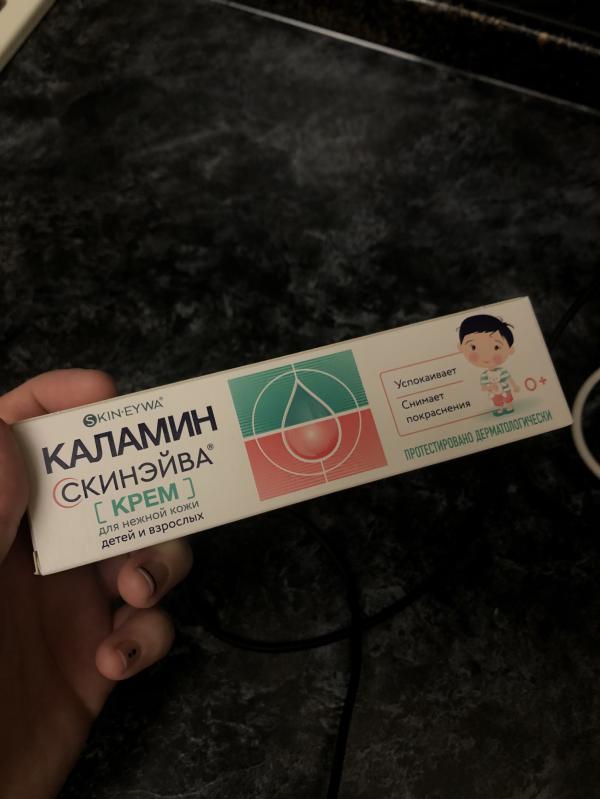 SKIN·EYWA®
КАЛАМИН
СКИНЭЙВА®
[ КРЕМ ]
для нежной кожи
детей и взрослых
Успокаивает
Снимает
покраснения
0+
ПРОТЕСТИРОВАНО ДЕРМАТОЛОГИЧЕСКИ